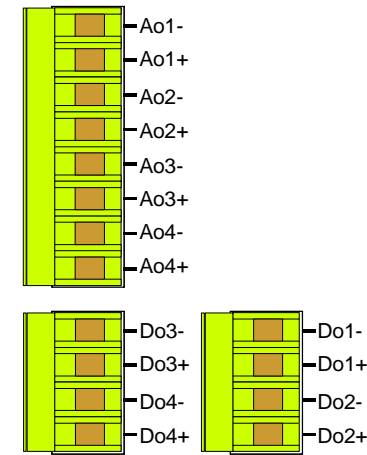 Ao1-
Ao1+
Ao2-
Ao2+
Ao3-
Ao3+
Ao4-
Ao4+
Do3-
Do3+
Do4-
Do4+
Do1-
Do1+
Do2-
Do2+